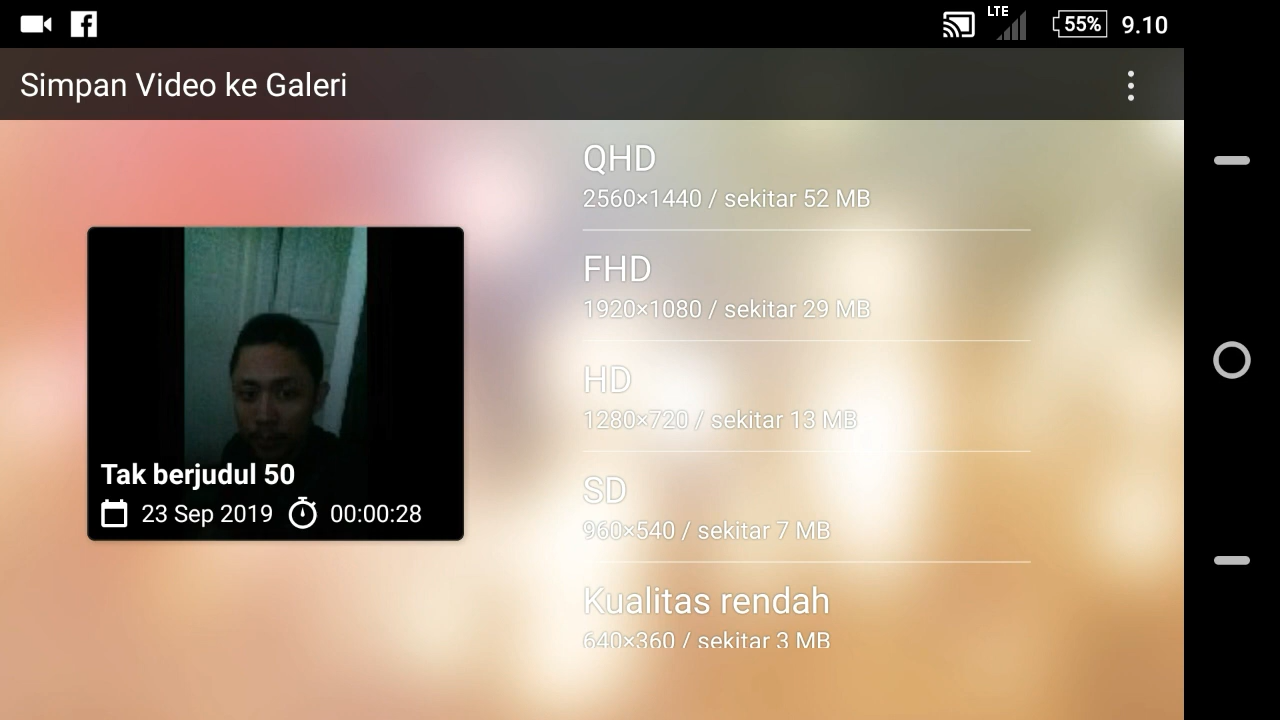 LTE 55% 9.10
Simpan Video ke Galeri
QHD
2560×1440 / sekitar 52 MB
FHD
1920×1080 / sekitar 29 MB
HD
1280×720 / sekitar 13 MB
SD
960×540 / sekitar 7 MB
Kualitas rendah
640×360 / sekitar 3 MB
Tak berjudul 50
23 Sep 2019 00:00:28